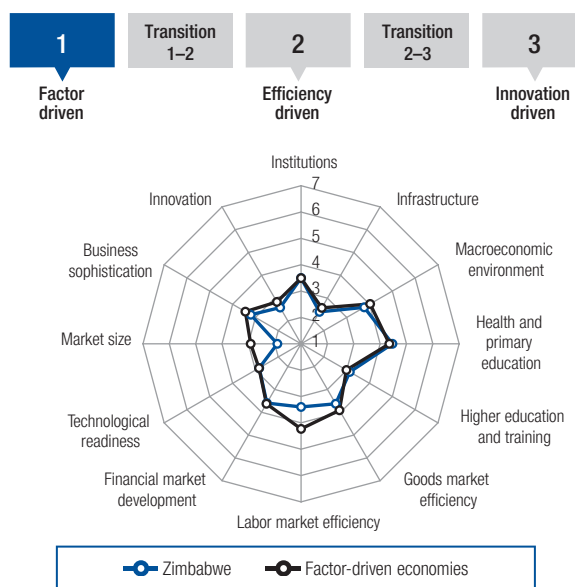 1
Transition
1–2
2
Transition
2–3
3
Factor
driven
Efficiency
driven
Innovation
driven
Institutions
7
6
5
4
3
2
1
Infrastructure
Macroeconomic
environment
Health and
primary
education
Higher education
and training
Goods market
efficiency
Labor market efficiency
Financial market
development
Technological
readiness
Market size
Business
sophistication
Innovation
Zimbabwe
Factor-driven economies